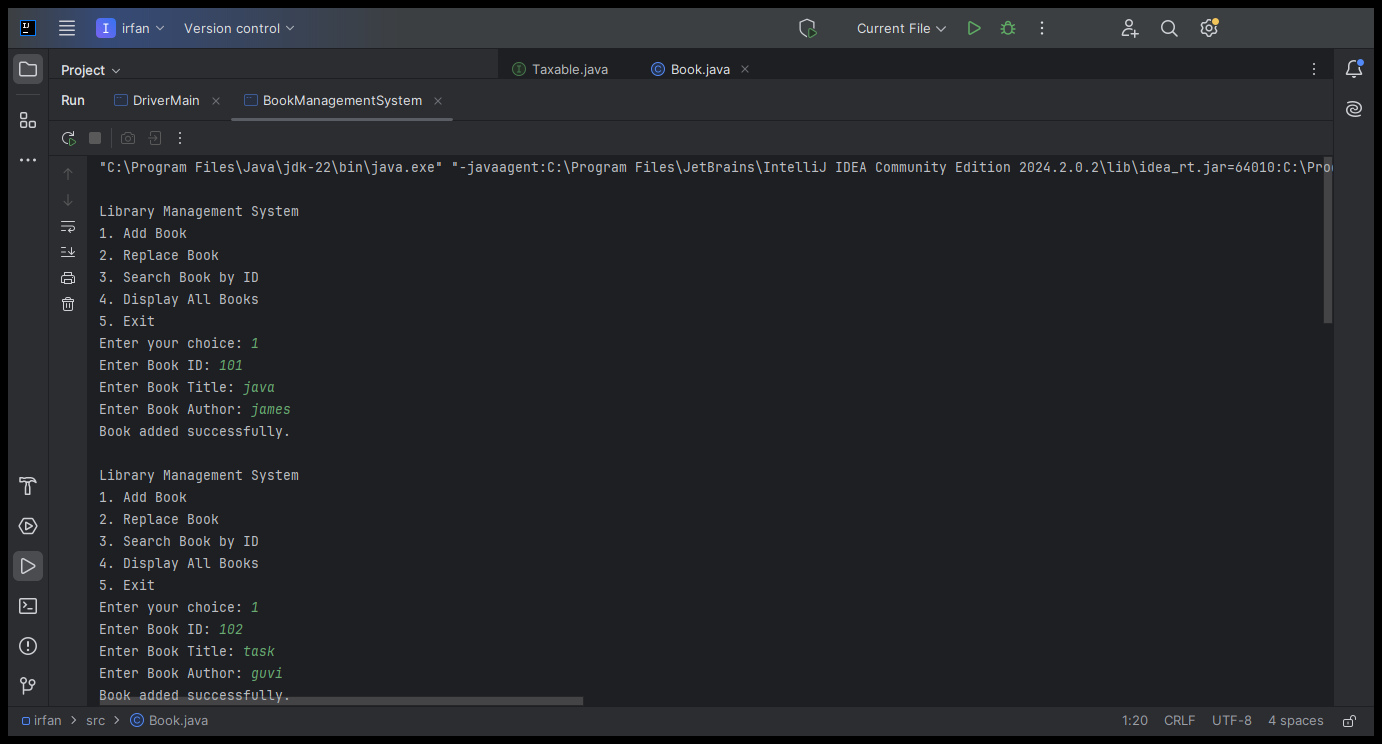 I irfan Version control Current File
Project Taxable.java Book.java
Run DriverMain BookManagementSystem
"C:\Program Files\Java\jdk-22\bin\java.exe" "-javaagent:C:\Program Files\JetBrains\IntelliJ IDEA Community Edition 2024.2.0.2\lib\idea_rt.jar=64010:C:\Pro
Library Management System
1. Add Book
2. Replace Book
3. Search Book by ID
4. Display All Books
5. Exit
Enter your choice: 1
Enter Book ID: 101
Enter Book Title: java
Enter Book Author: james
Book added successfully.
Library Management System
1. Add Book
2. Replace Book
3. Search Book by ID
4. Display All Books
5. Exit
Enter your choice: 1
Enter Book ID: 102
Enter Book Title: task
Enter Book Author: guvi
Book added successfully.
irfan > src > Book.java 1:20 CRLF UTF-8 4 spaces